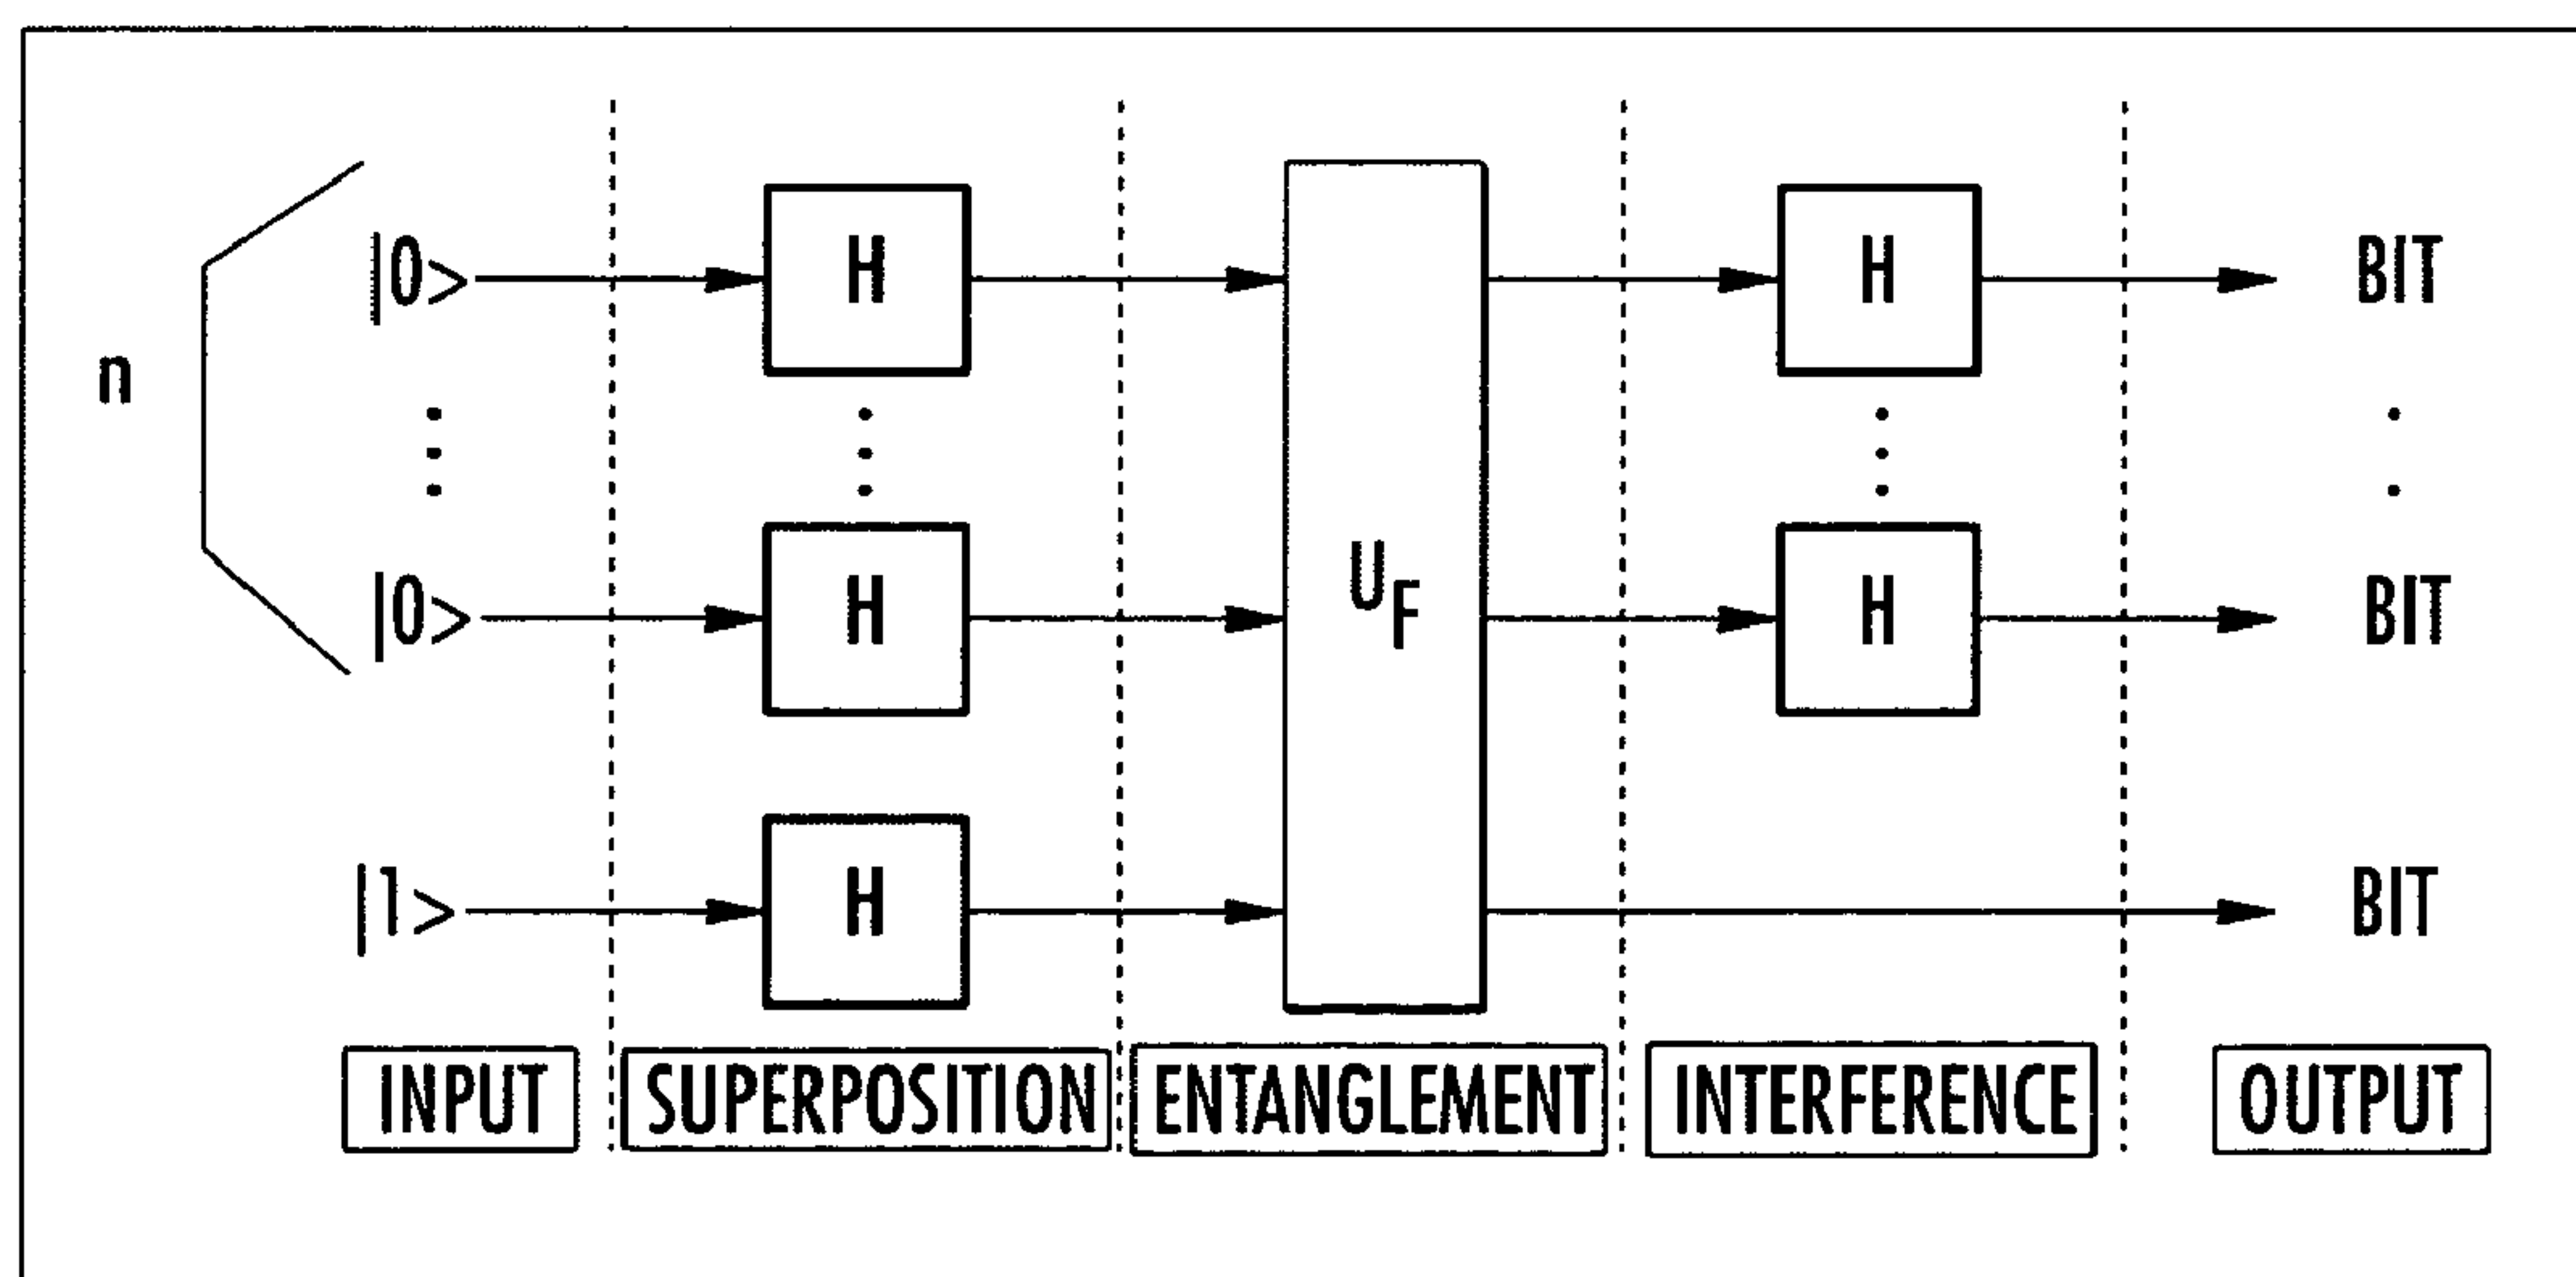 |0> H H BIT
n
|0> H U_F H BIT
|1> H BIT
INPUT SUPERPOSITION ENTANGLEMENT INTERFERENCE OUTPUT